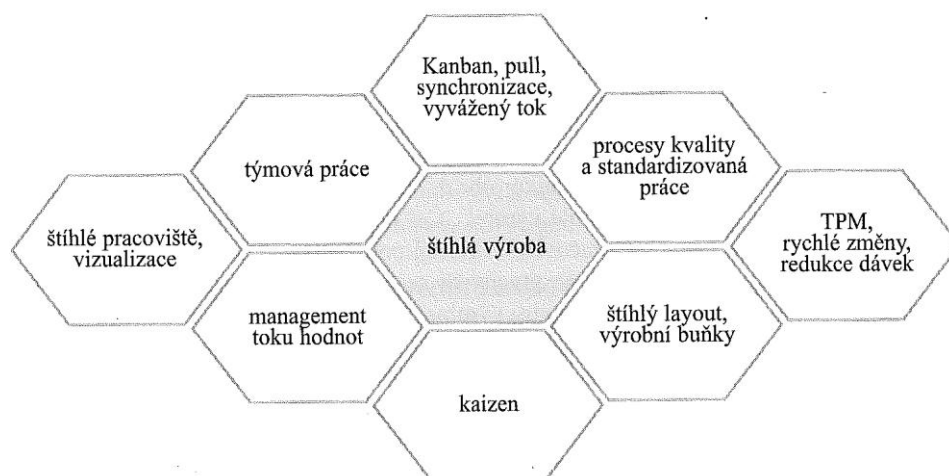 Kanban, pull,
synchronizace,
vyvážený tok
týmová práce
procesy kvality
a standardizovaná
práce
štíhlé pracoviště,
vizualizace
štíhlá výroba
TPM,
rychlé změny,
redukce dávek
management
toku hodnot
štíhlý layout,
výrobní buňky
kaizen